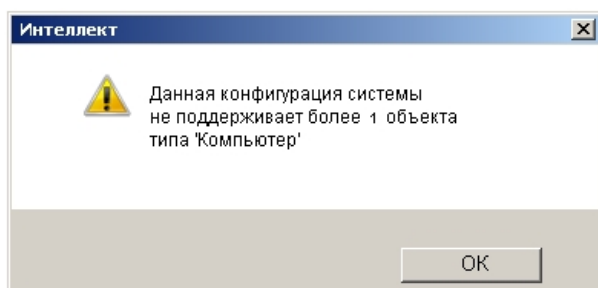 Интеллект
Данная конфигурация системы
не поддерживает более 1 объекта
типа 'Компьютер'
OK